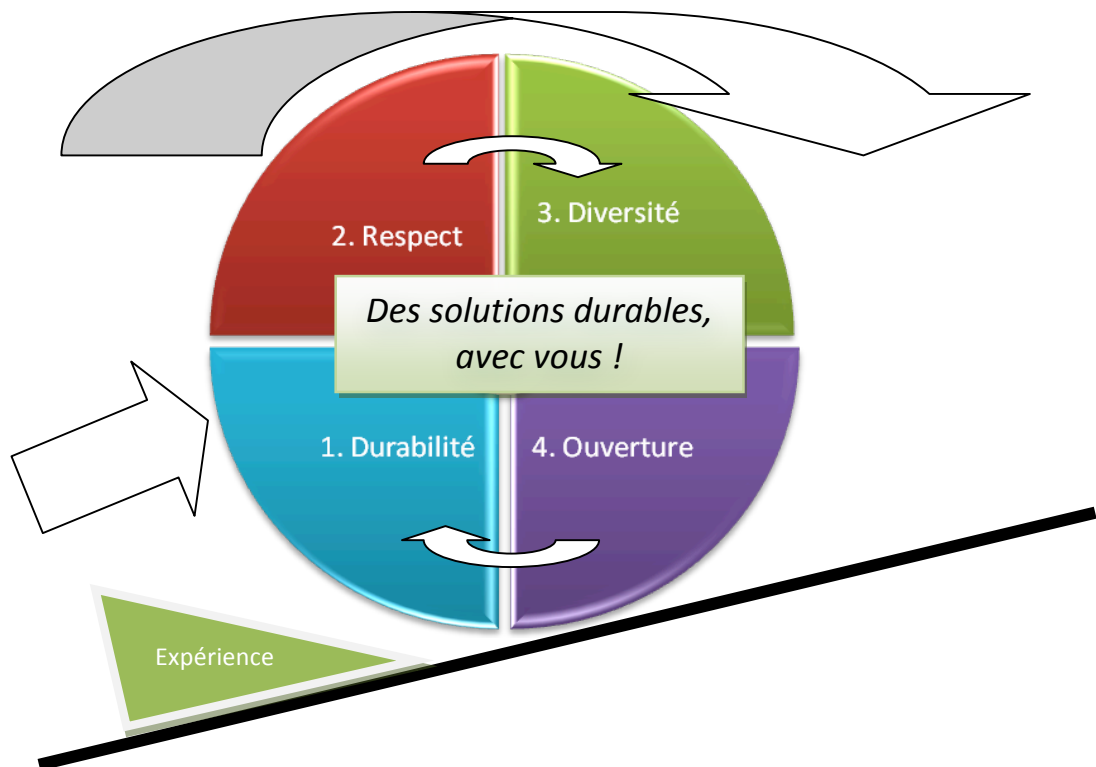 2. Respect
3. Diversité
Des solutions durables,
avec vous !
1. Durabilité
4. Ouverture
Expérience